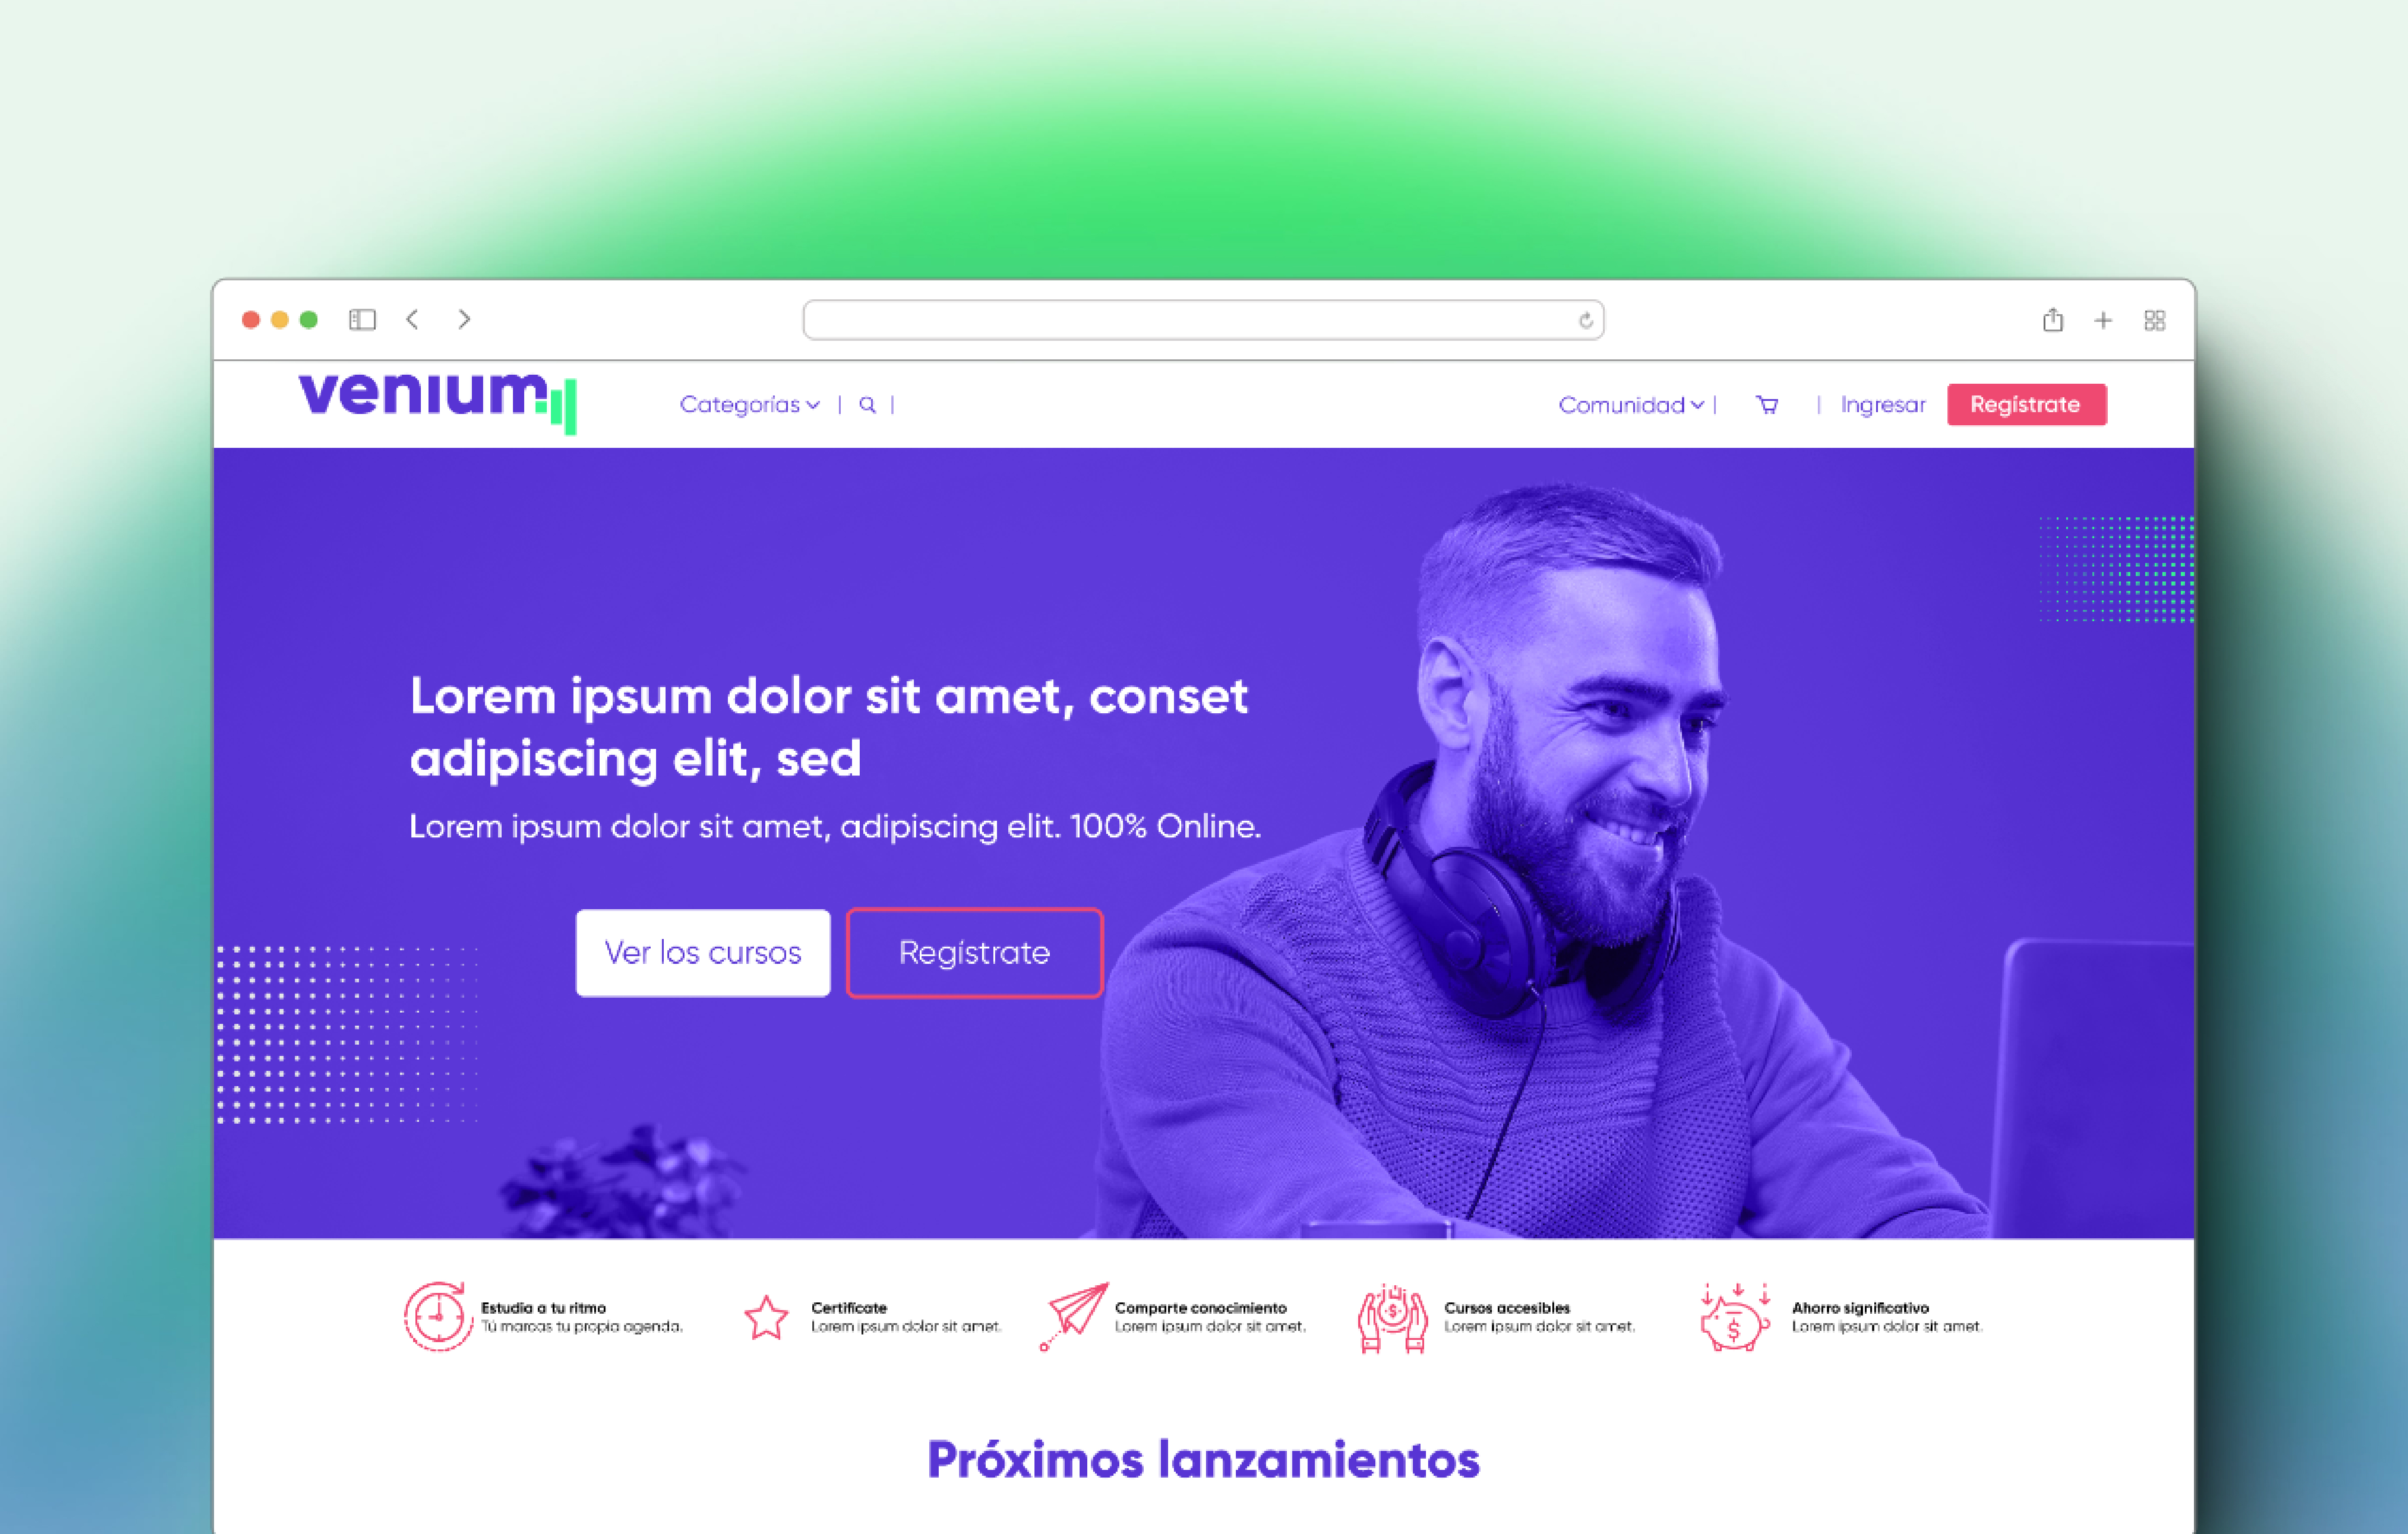 venium
Categorías | | Comunidad | | Ingresar Regístrate
Lorem ipsum dolor sit amet, conset
adipiscing elit, sed
Lorem ipsum dolor sit amet, adipiscing elit. 100% Online.
Ver los cursos Regístrate
Estudia a tu ritmo
Tú marcas tu propia agenda.
Certifícate
Lorem ipsum dolor sit amet.
Comparte conocimiento
Lorem ipsum dolor sit amet.
Cursos accesibles
Lorem ipsum dolor sit amet.
Ahorro significativo
Lorem ipsum dolor sit amet.
Próximos lanzamientos